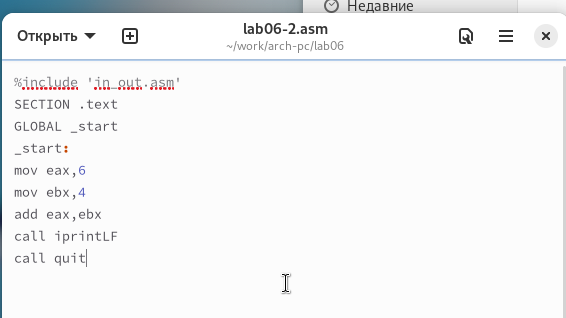 Недавние
Открыть
lab06-2.asm
~/work/arch-pc/lab06
%include 'in_out.asm'
SECTION .text
GLOBAL _start
_start:
mov eax,6
mov ebx,4
add eax,ebx
call iprintLF
call quit